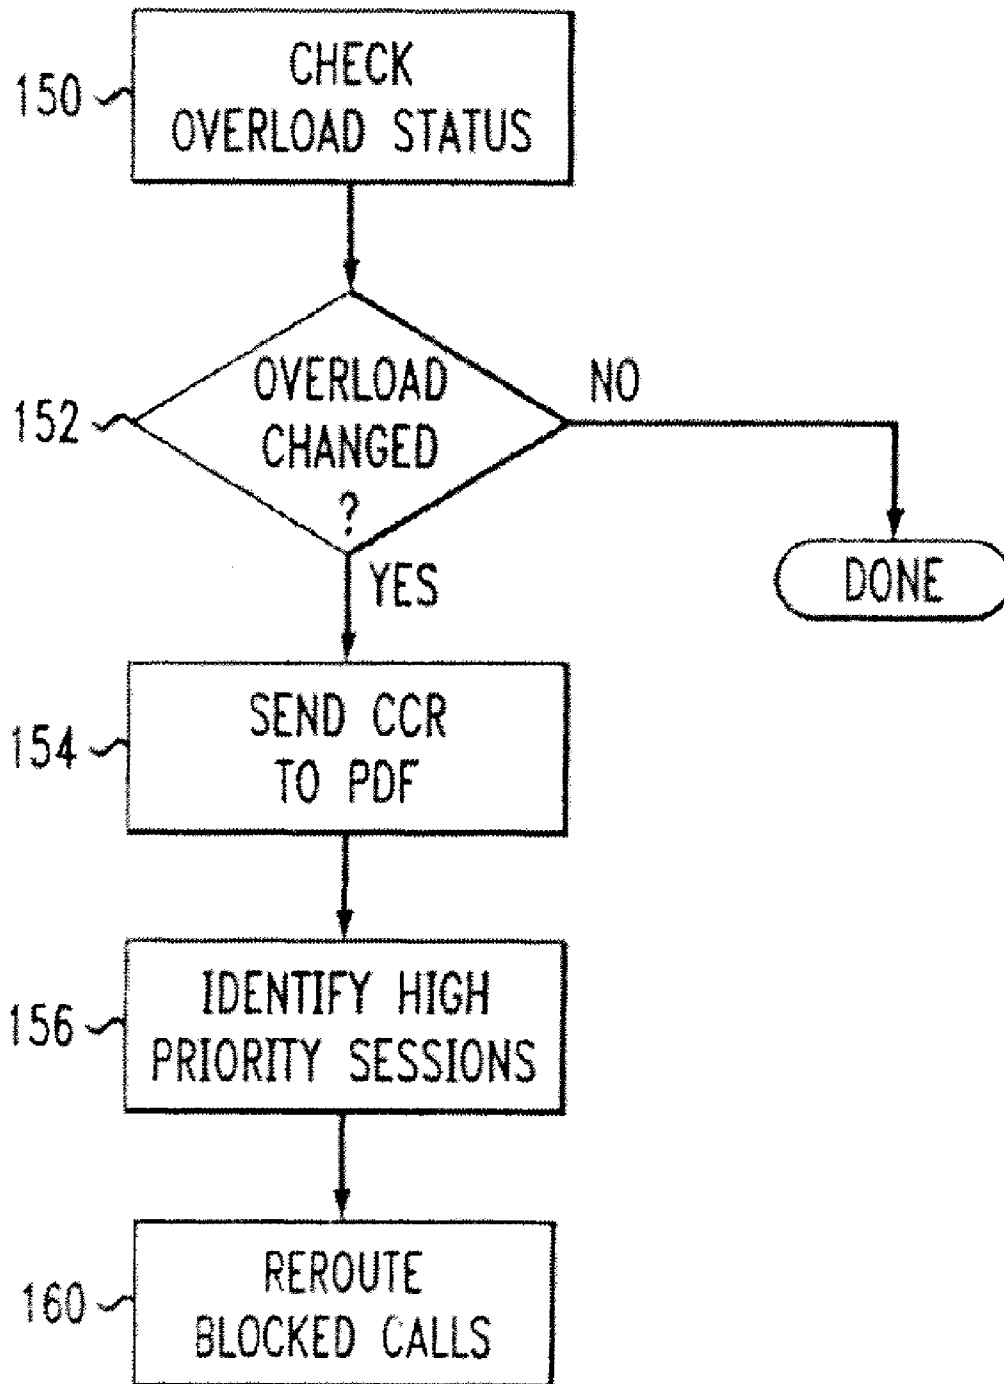 150
CHECK
OVERLOAD STATUS
152
OVERLOAD
CHANGED
?
NO
DONE
YES
154
SEND CCR
TO PDF
156
IDENTIFY HIGH
PRIORITY SESSIONS
160
REROUTE
BLOCKED CALLS